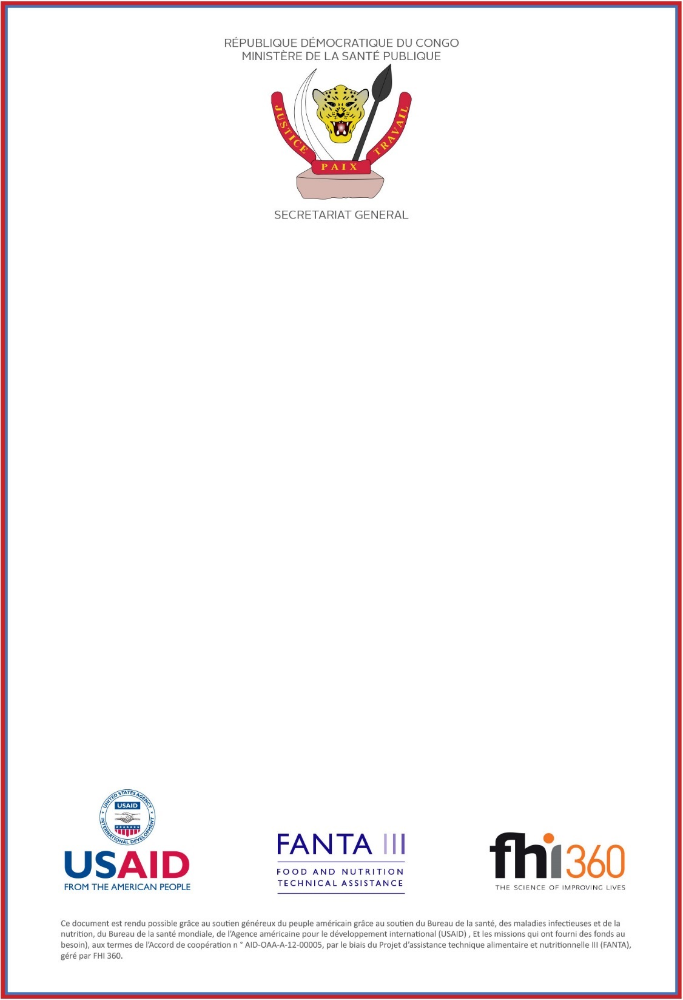 RÉPUBLIQUE DÉMOCRATIQUE DU CONGO
MINISTÈRE DE LA SANTÉ PUBLIQUE
JUSTICE
PAIX
TRAVAIL
SECRETARIAT GENERAL
UNITED STATES AGENCY
USAID
INTERNATIONAL DEVELOPMENT
USAID
FROM THE AMERICAN PEOPLE
FANTA III
FOOD AND NUTRITION
TECHNICAL ASSISTANCE
fhi360
THE SCIENCE OF IMPROVING LIVES
Ce document est rendu possible grâce au soutien généreux du peuple américain grâce au soutien du Bureau de la santé, des maladies infectieuses et de la
nutrition, du Bureau de la santé mondiale, de l’Agence américaine pour le développement international (USAID) , Et les missions qui ont fourni des fonds au
besoin), aux termes de l’Accord de coopération n ° AID-OAA-A-12-00005, par le biais du Projet d’assistance technique alimentaire et nutritionnelle III (FANTA),
géré par FHI 360.